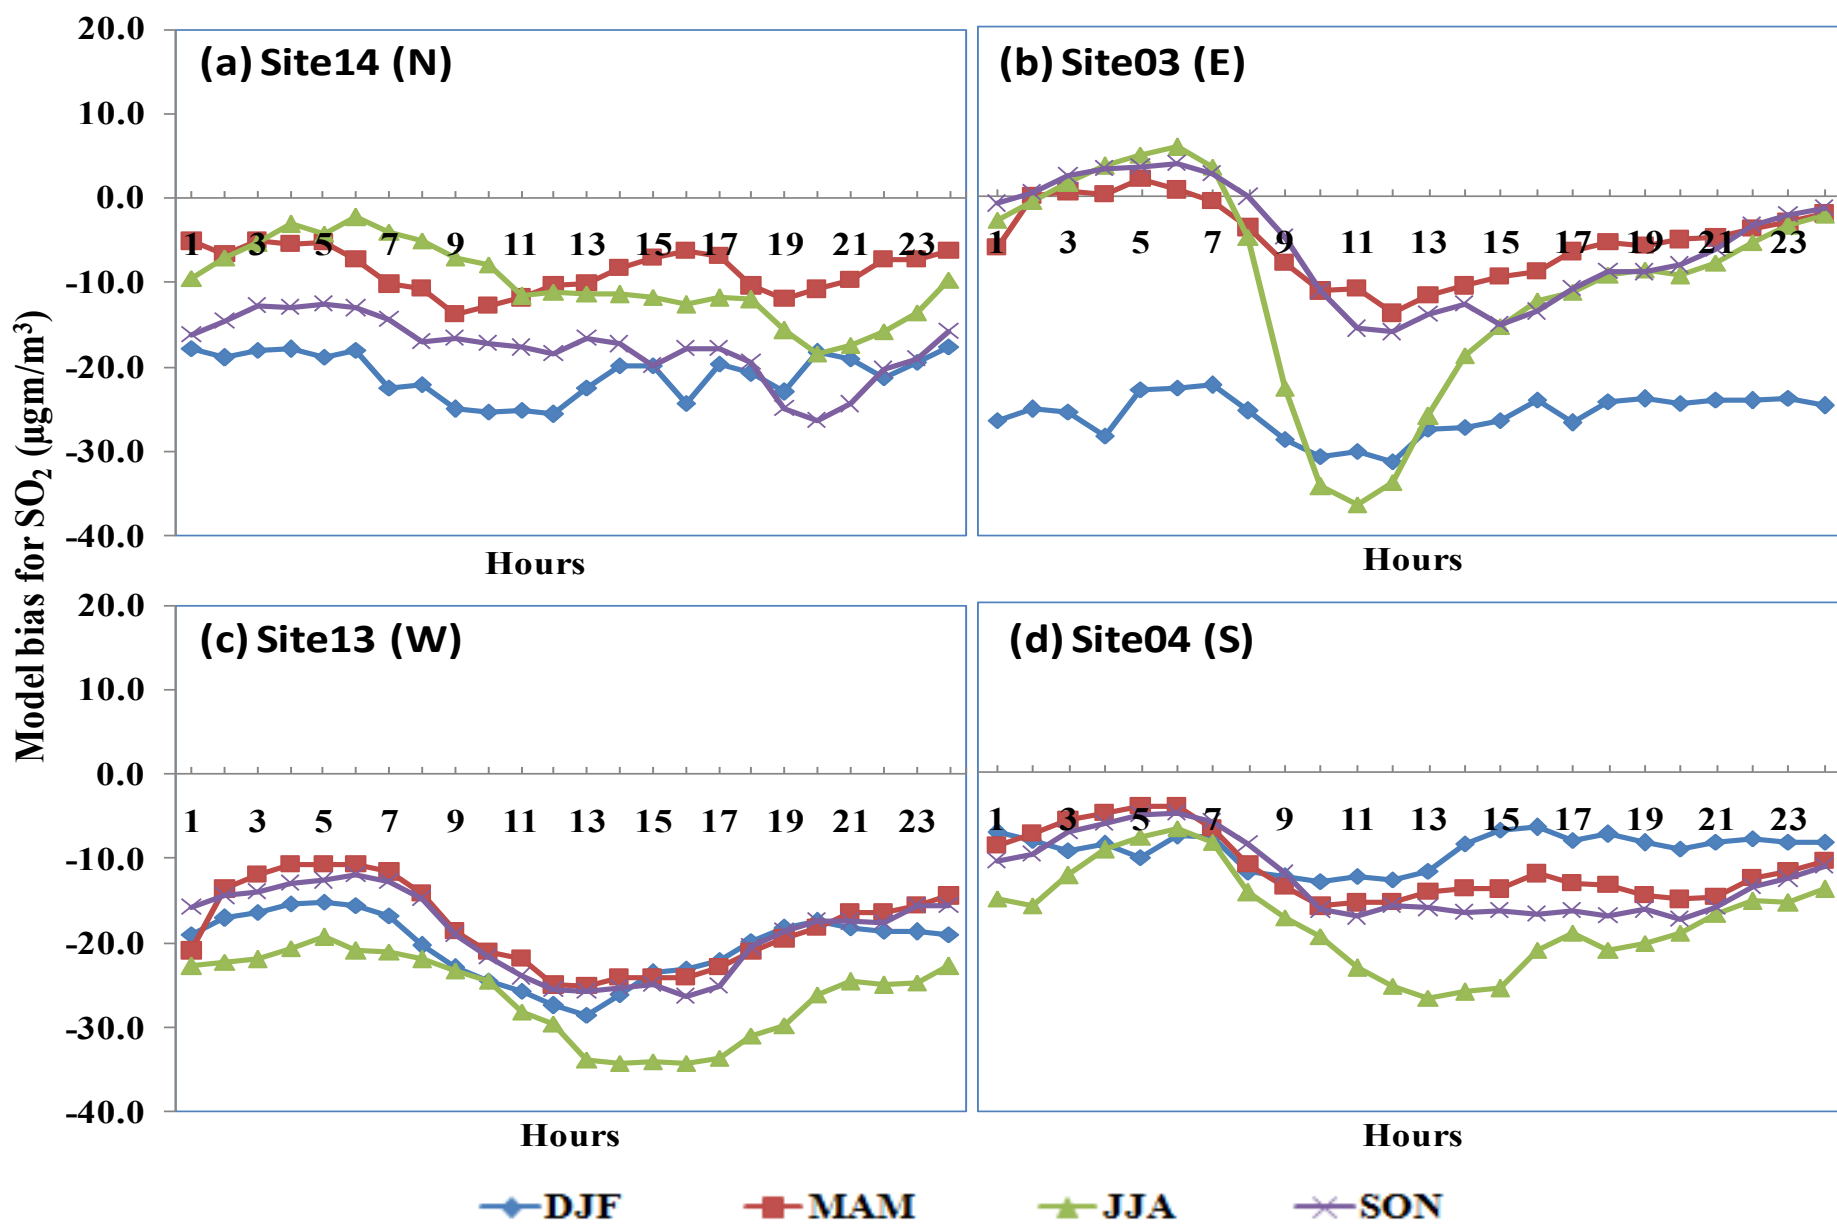 Model bias for SO2 (µgm/m3)
(a) Site14 (N)
20.0
10.0
0.0
-10.0
-20.0
-30.0
-40.0
1 3 5 7 9 11 13 15 17 19 21 23
Hours
(b) Site03 (E)
1 3 5 7 9 11 13 15 17 19 21 23
Hours
(c) Site13 (W)
20.0
10.0
0.0
-10.0
-20.0
-30.0
-40.0
1 3 5 7 9 11 13 15 17 19 21 23
Hours
(d) Site04 (S)
1 3 5 7 9 11 13 15 17 19 21 23
Hours
DJF MAM JJA SON